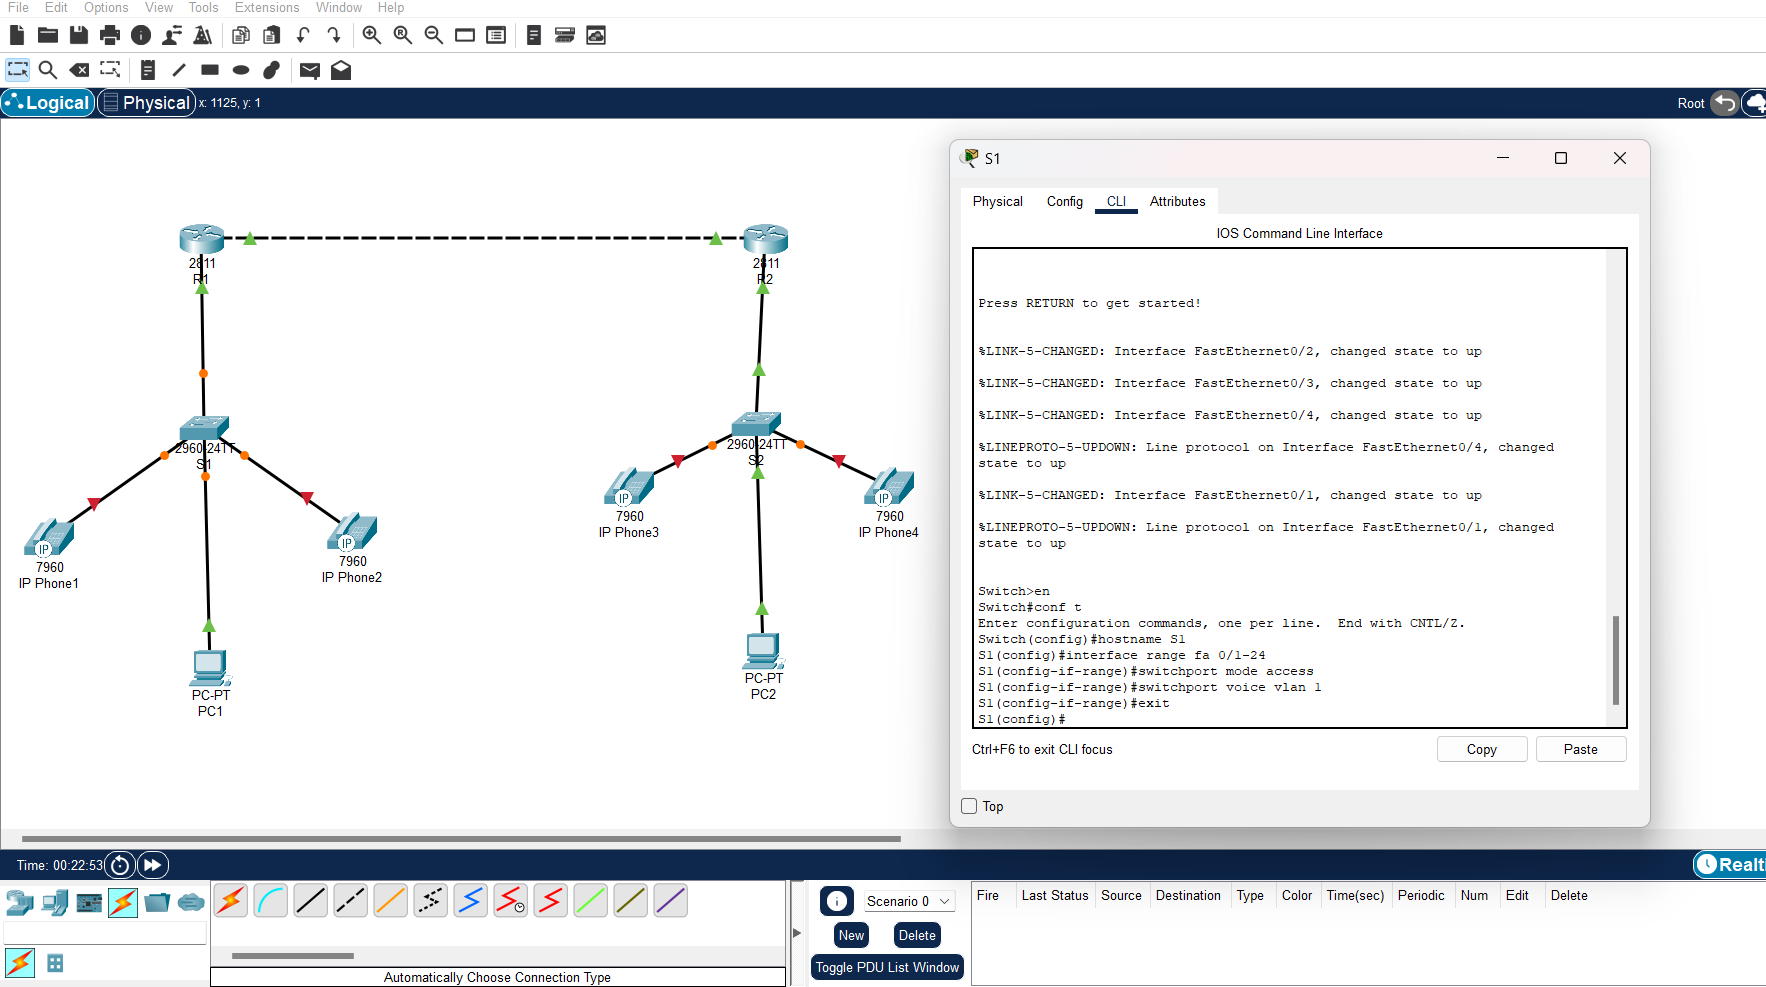 File Edit Options View Tools Extensions Window Help
Logical Physical x: 1125, y: 1 Root
S1
Physical Config CLI Attributes
IOS Command Line Interface
Press RETURN to get started!
%LINK-5-CHANGED: Interface FastEthernet0/2, changed state to up
%LINK-5-CHANGED: Interface FastEthernet0/3, changed state to up
%LINK-5-CHANGED: Interface FastEthernet0/4, changed state to up
%LINEPROTO-5-UPDOWN: Line protocol on Interface FastEthernet0/4, changed
state to up
%LINK-5-CHANGED: Interface FastEthernet0/1, changed state to up
%LINEPROTO-5-UPDOWN: Line protocol on Interface FastEthernet0/1, changed
state to up
Switch>en
Switch#conf t
Enter configuration commands, one per line.  End with CNTL/Z.
Switch(config)#hostname S1
S1(config)#interface range fa 0/1-24
S1(config-if-range)#switchport mode access
S1(config-if-range)#switchport voice vlan 1
S1(config-if-range)#exit
S1(config)#
Ctrl+F6 to exit CLI focus
Copy
Paste
Top
2811
R1
2811
R2
2960-24TT
S1
2960-24TT
S2
IP
7960
IP Phone1
IP
7960
IP Phone2
IP
7960
IP Phone3
IP
7960
IP Phone4
PC-PT
PC1
PC-PT
PC2
Time: 00:22:53
Realti
Automatically Choose Connection Type
Scenario 0
New
Delete
Toggle PDU List Window
Fire Last Status Source Destination Type Color Time(sec) Periodic Num Edit Delete